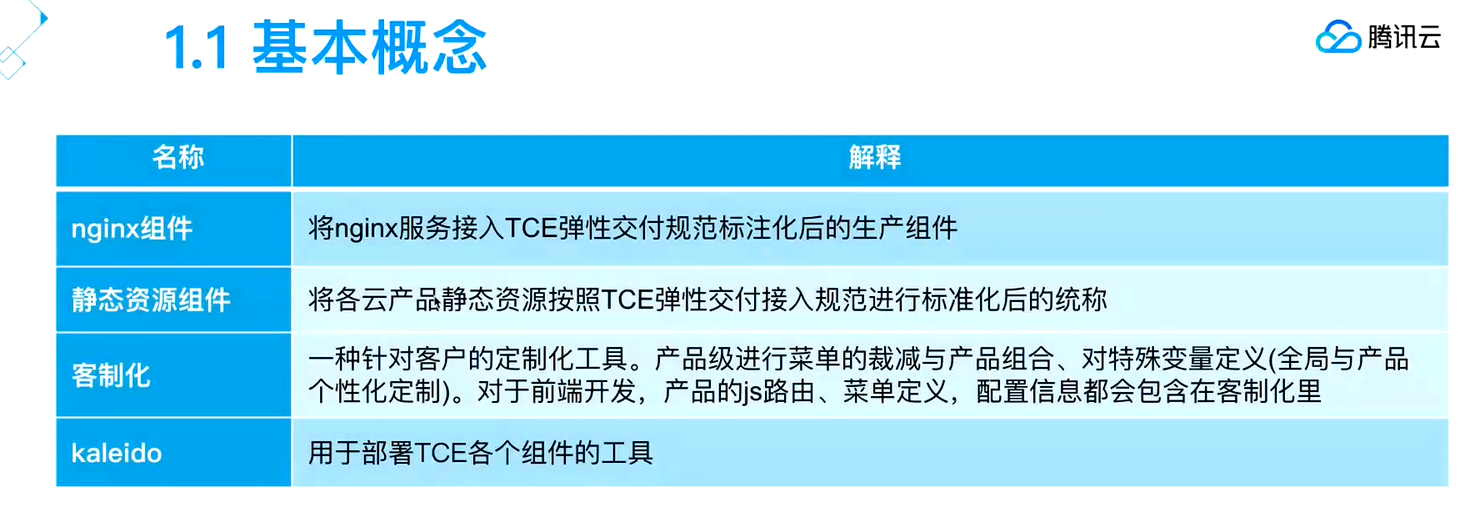 1.1 基本概念
腾讯云
名称
解释
nginx组件
将nginx服务接入TCE弹性交付规范标注化后的生产组件
静态资源组件
将各云产品静态资源按照TCE弹性交付接入规范进行标准化后的统称
客制化
一种针对客户的定制化工具。产品级进行菜单的裁减与产品组合、对特殊变量定义(全局与产品
个性化定制)。对于前端开发，产品的js路由、菜单定义，配置信息都会包含在客制化里
kaleido
用于部署TCE各个组件的工具